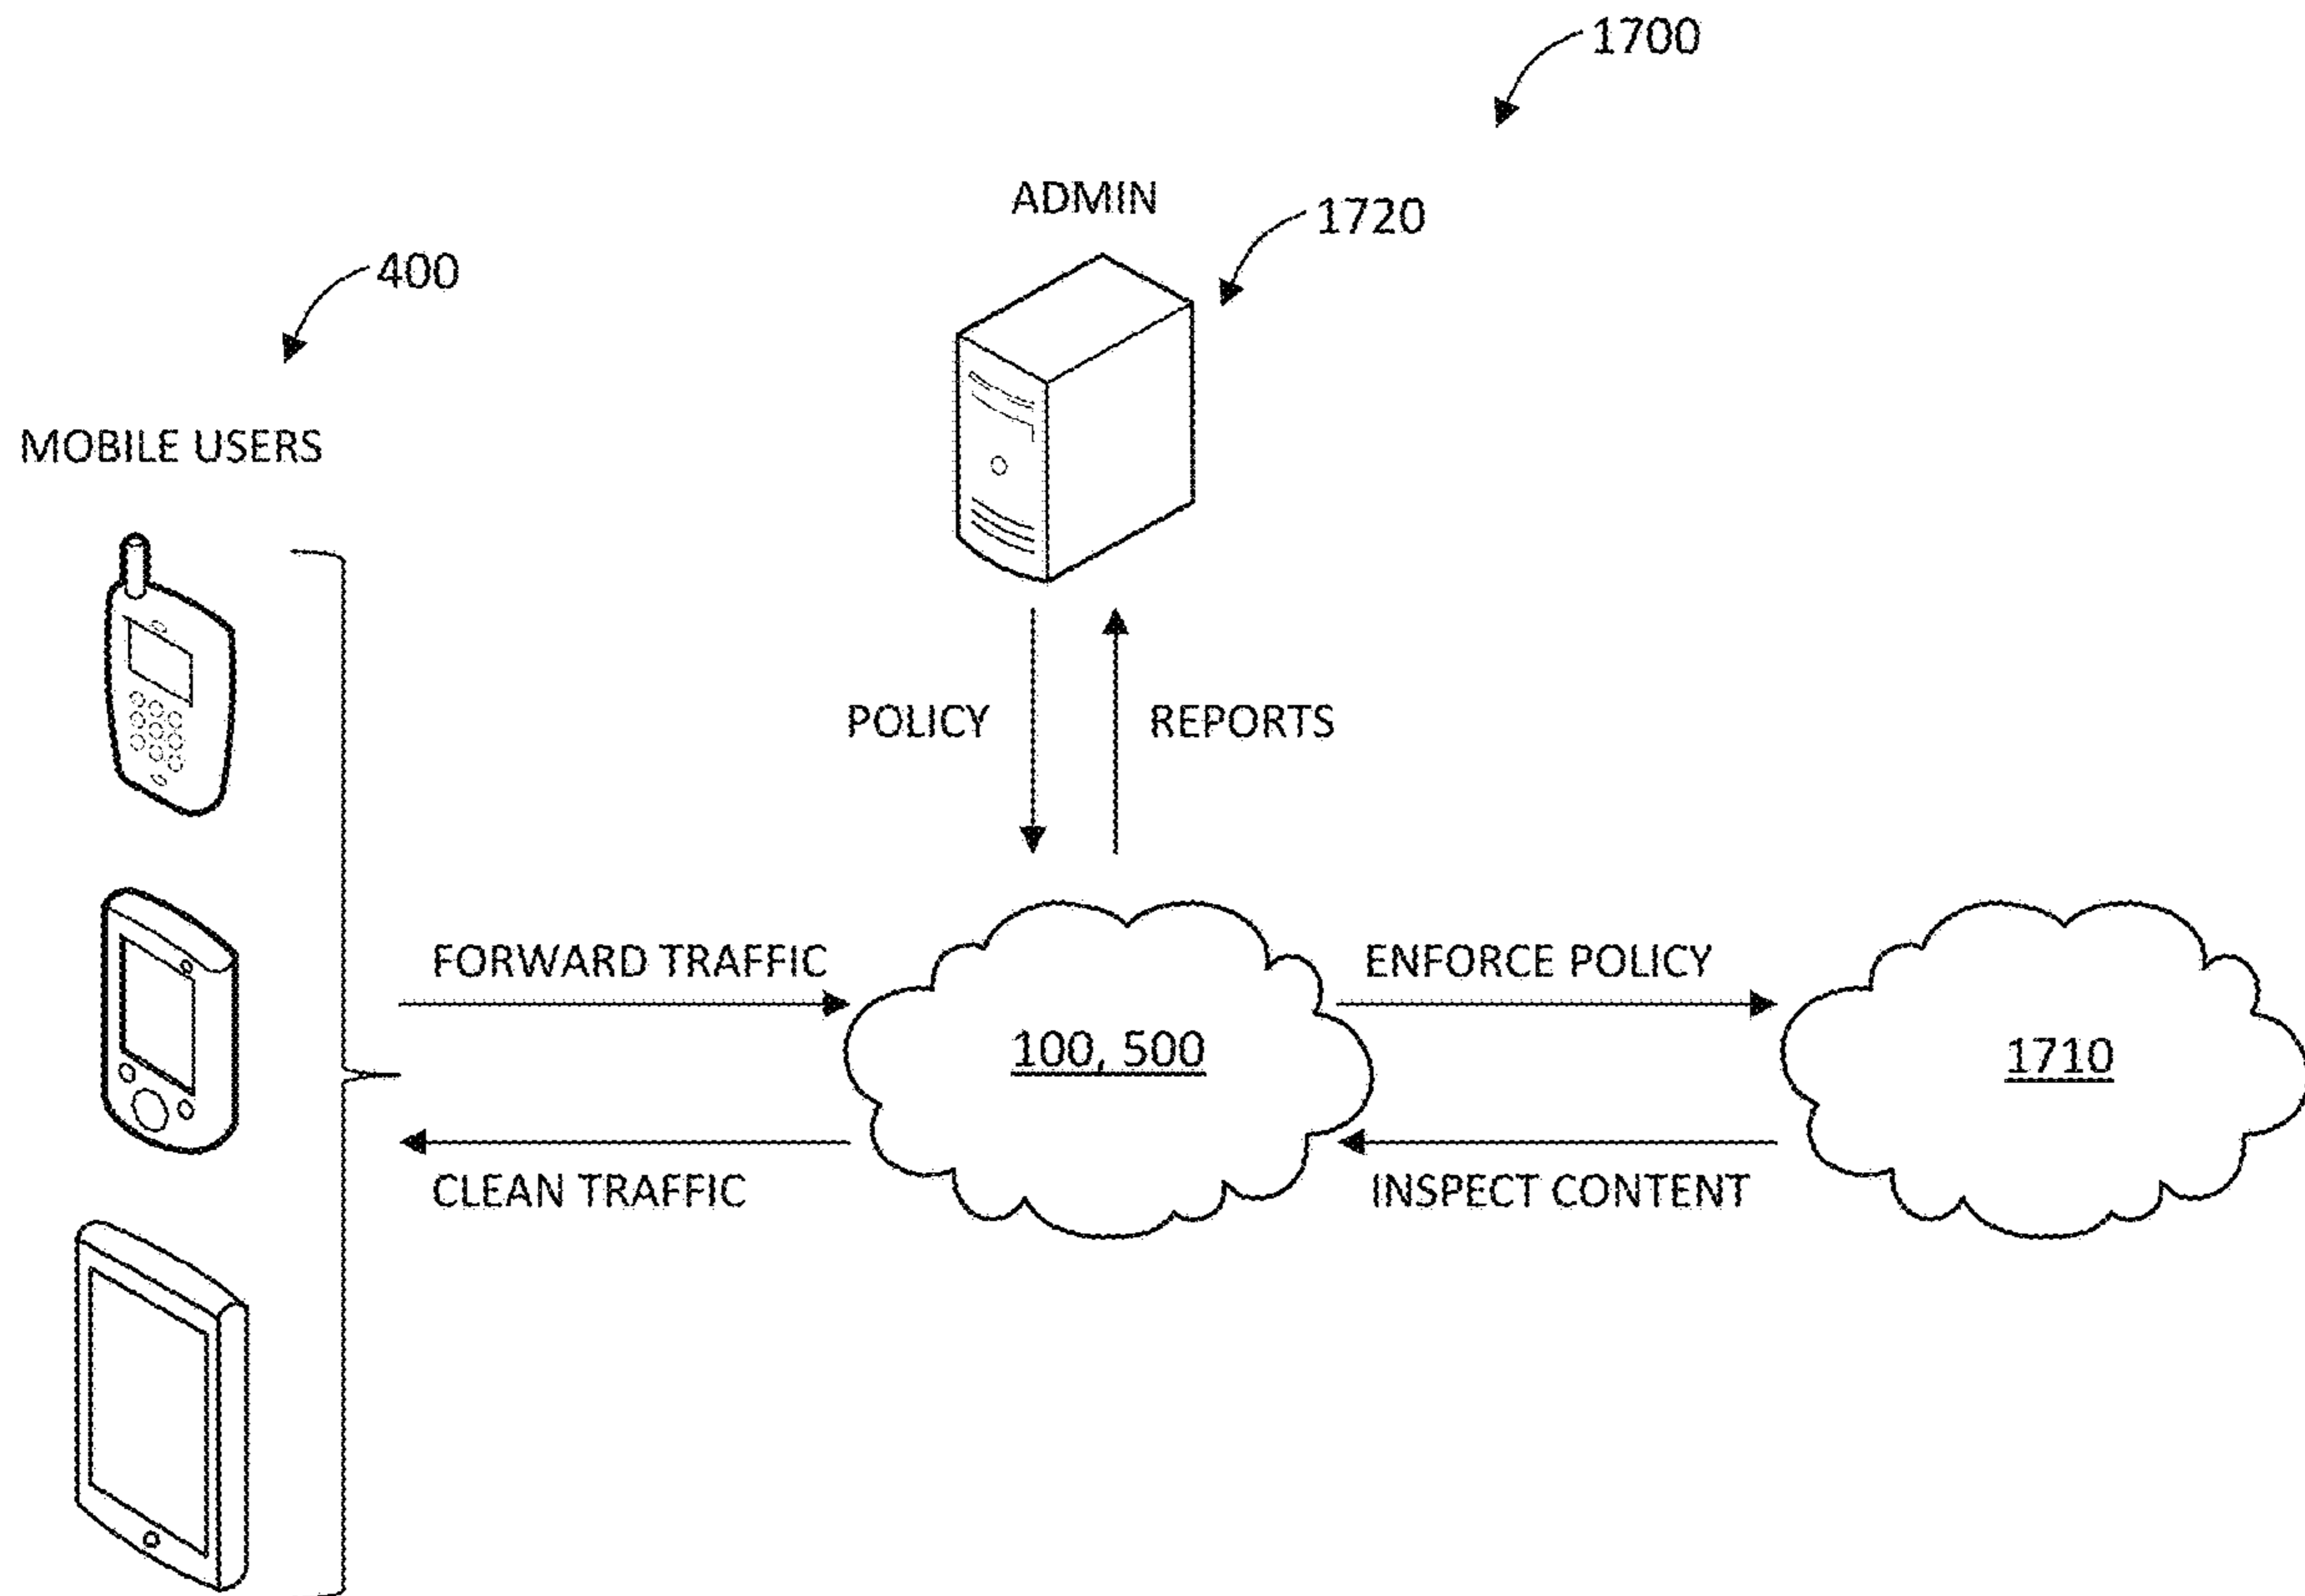 1700
ADMIN
1720
400
MOBILE USERS
POLICY
REPORTS
FORWARD TRAFFIC
ENFORCE POLICY
100, 500
1710
CLEAN TRAFFIC
INSPECT CONTENT